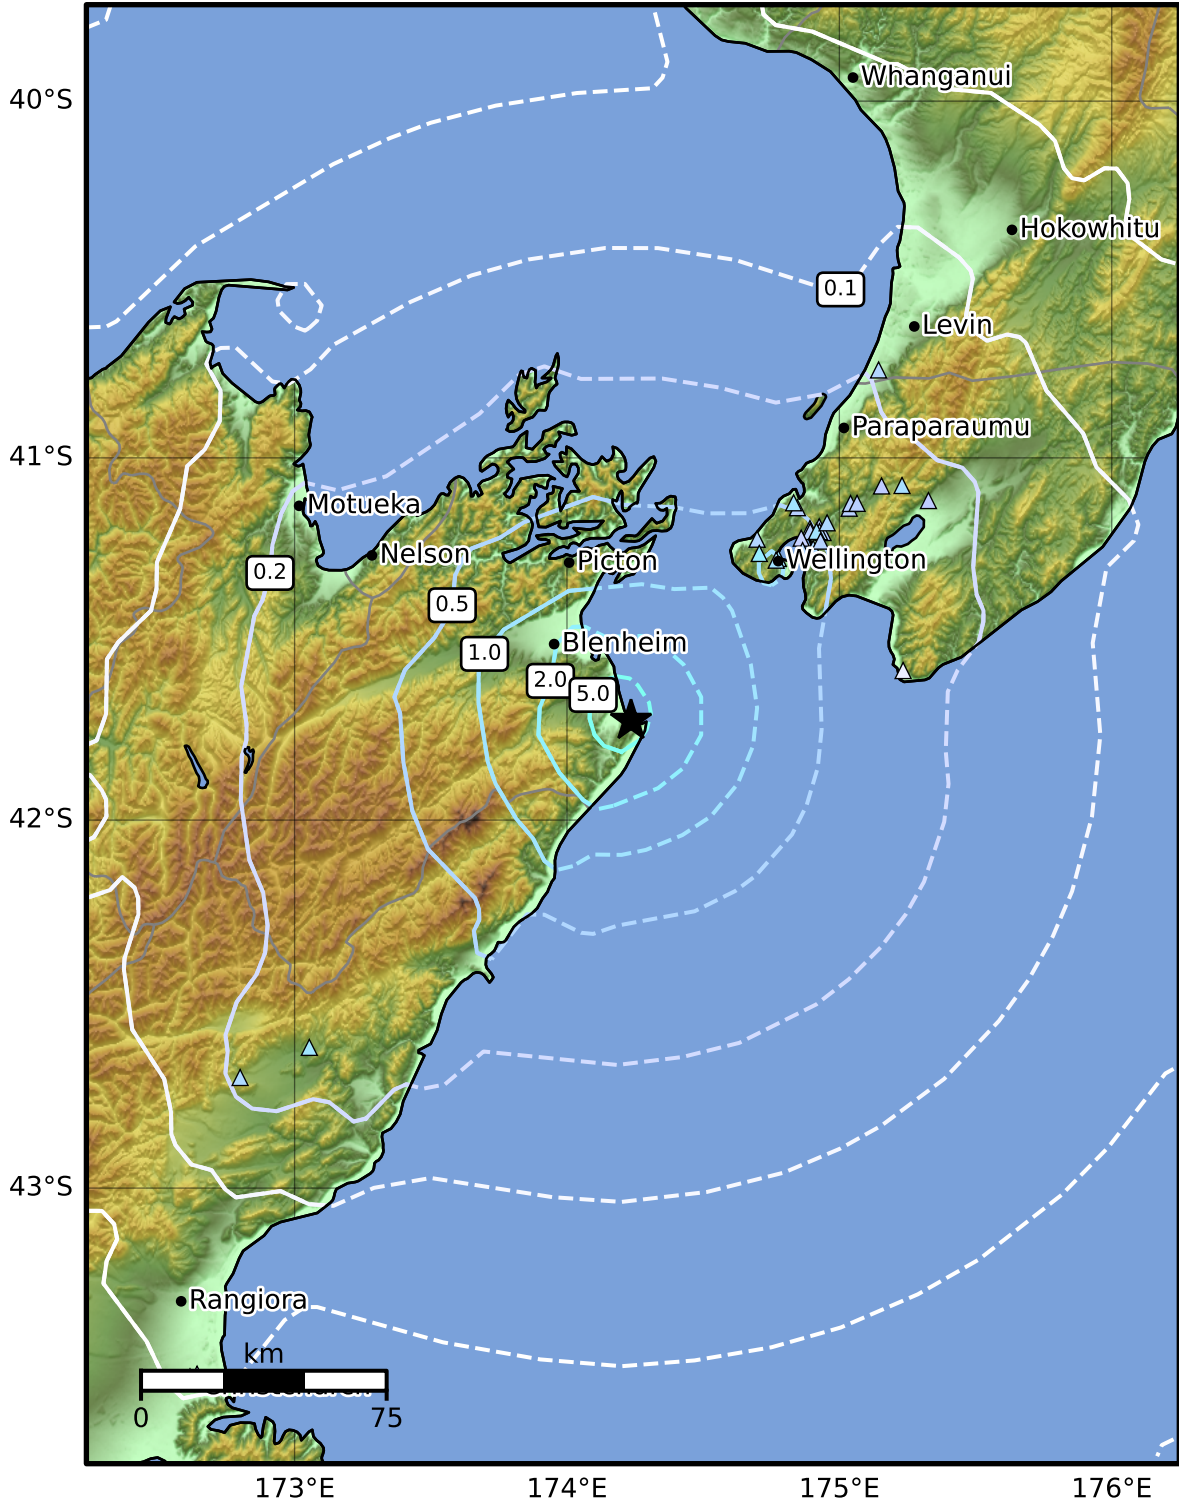 40°S
Whanganui
Hokowhitu
0.1
Levin
Paraparaumu
41°S
Motueka
Nelson
Picton
Wellington
0.2
0.5
Blenheim
1.0
2.0
5.0
42°S
43°S
Rangiora
km
0
75
173°E
174°E
175°E
176°E